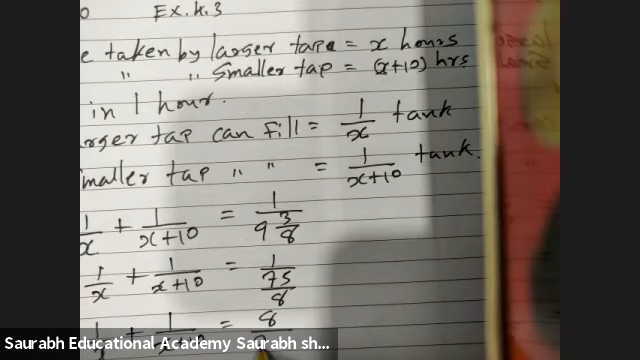 Ex. 4.3
e taken by larger tap = x hours
" " Smaller tap = (x+10) hrs
in 1 hour.
arger tap can fill = 1/x tank
maller tap " " = 1/(x+10) tank.
1/x + 1/(x+10) = 1/(9 3/8)
1/x + 1/(x+10) = 1/(75/8)
Saurabh Educational Academy Saurabh sh...